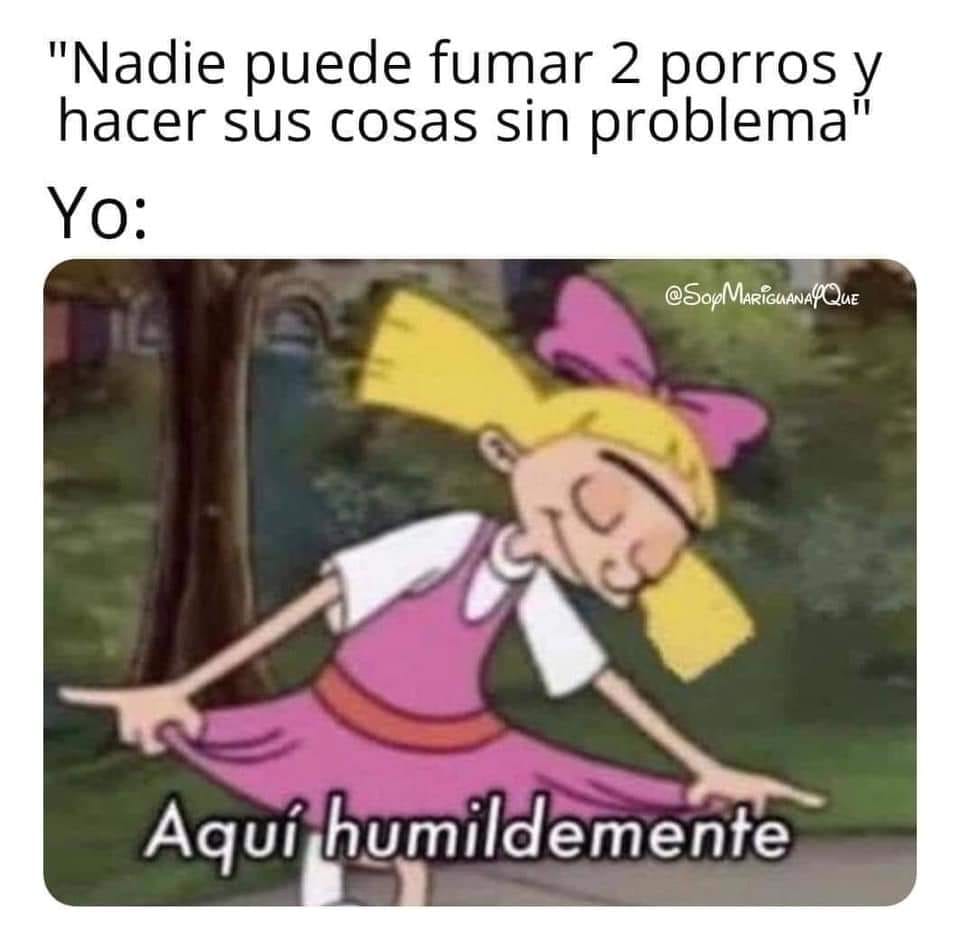 "Nadie puede fumar 2 porros y
hacer sus cosas sin problema"
Yo:
@SoyMariguanaYQue
Aquí humildemente